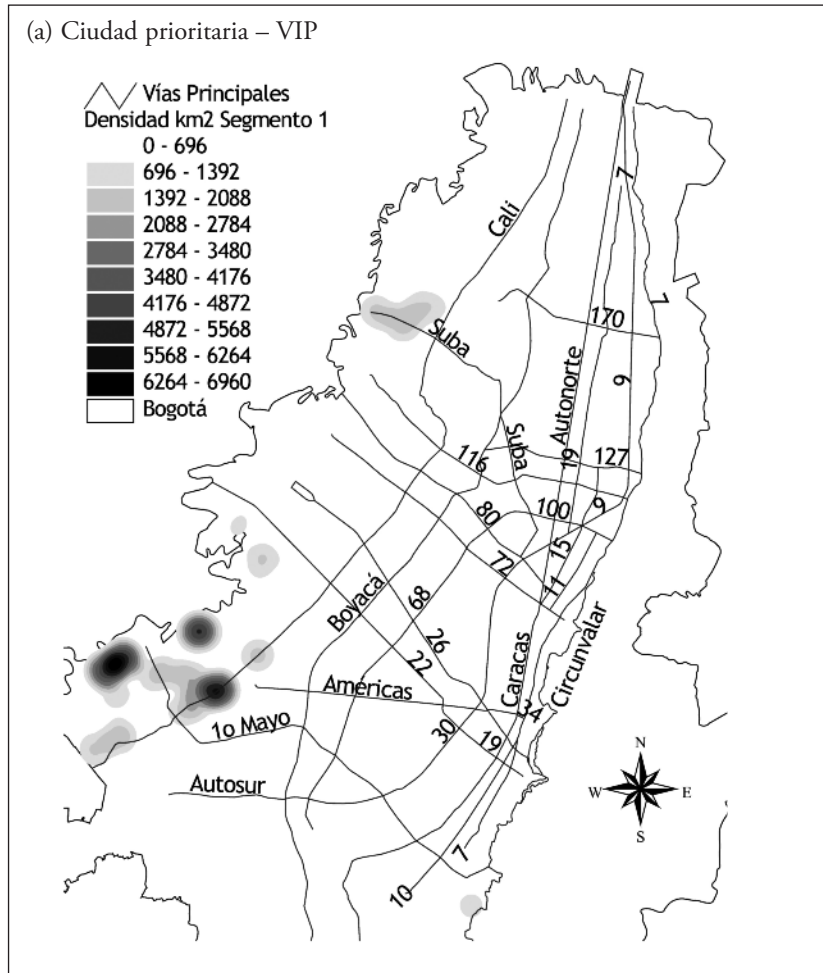 (a) Ciudad prioritaria – VIP
Vías Principales
Densidad km2 Segmento 1
0 - 696
696 - 1392
1392 - 2088
2088 - 2784
2784 - 3480
3480 - 4176
4176 - 4872
4872 - 5568
5568 - 6264
6264 - 6960
Bogotá
7
Cali
7
170
Suba
Autonorte
9
Suba
116
19
127
80
100
9
15
72
11
Boyacá
68
26
22
Caracas
Circunvalar
Américas
34
1o Mayo
30
19
Autosur
N
W
E
S
7
10